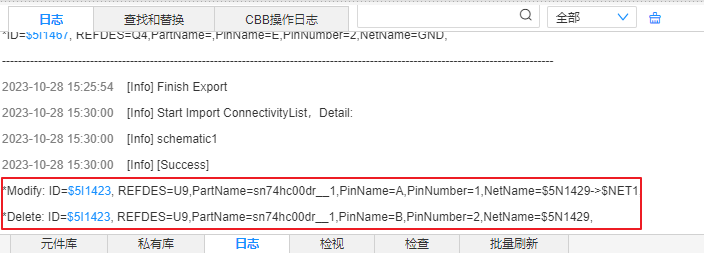 日志 查找和替换 CBB操作日志 全部
*ID=$5I1467, REFDES=Q4,PartName=,PinName=E,PinNumber=2,NetName=GND,
2023-10-28 15:25:54 [Info] Finish Export
2023-10-28 15:30:00 [Info] Start Import ConnectivityList，Detail:
2023-10-28 15:30:00 [Info] schematic1
2023-10-28 15:30:00 [Info] [Success]
*Modify: ID=$5I1423, REFDES=U9,PartName=sn74hc00dr__1,PinName=A,PinNumber=1,NetName=$5N1429->$NET1
*Delete: ID=$5I1423, REFDES=U9,PartName=sn74hc00dr__1,PinName=B,PinNumber=2,NetName=$5N1429,
元件库 私有库 日志 检视 检查 批量刷新